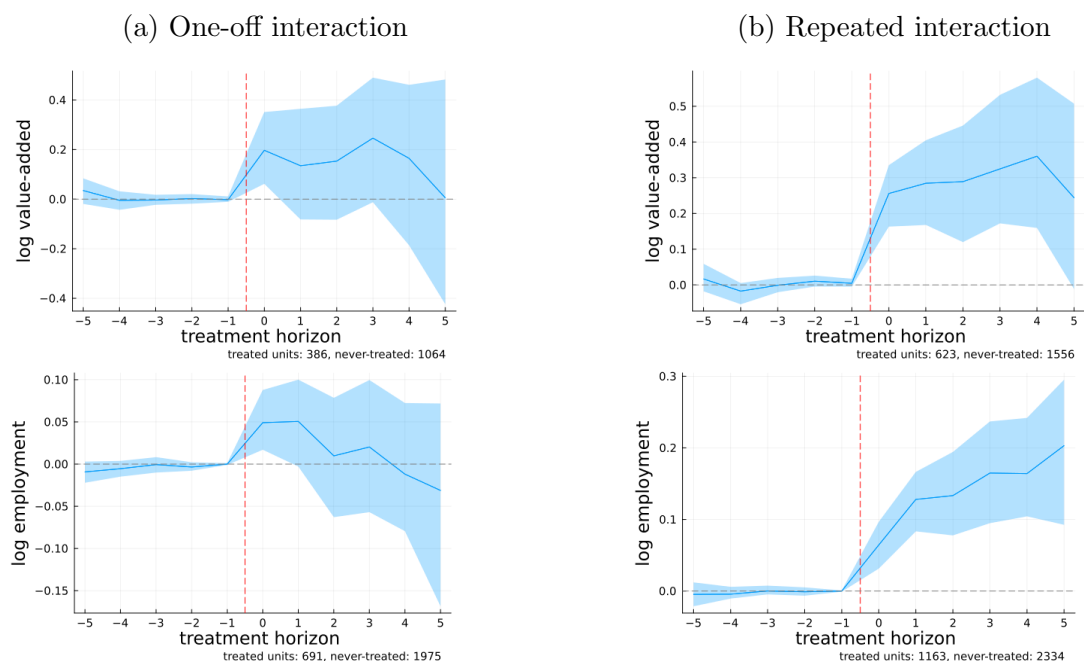 (a) One-off interaction
(b) Repeated interaction
log value-added
0.4
0.2
0.0
−0.2
−0.4
−5 −4 −3 −2 −1 0 1 2 3 4 5
treatment horizon
treated units: 386, never-treated: 1064
log value-added
0.5
0.4
0.3
0.2
0.1
0.0
−5 −4 −3 −2 −1 0 1 2 3 4 5
treatment horizon
treated units: 623, never-treated: 1556
log employment
0.10
0.05
0.00
−0.05
−0.10
−0.15
−5 −4 −3 −2 −1 0 1 2 3 4 5
treatment horizon
treated units: 691, never-treated: 1975
log employment
0.3
0.2
0.1
0.0
−5 −4 −3 −2 −1 0 1 2 3 4 5
treatment horizon
treated units: 1163, never-treated: 2334